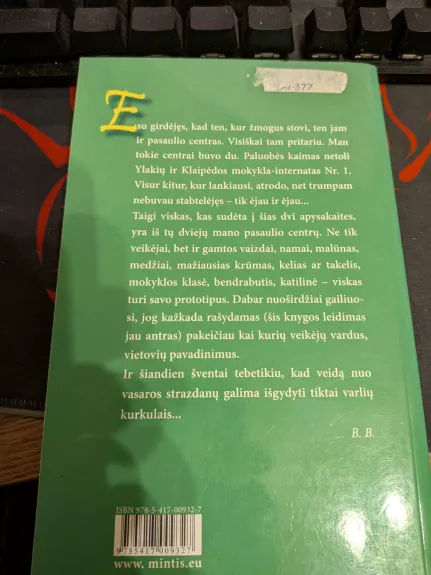 -877
Esu girdėjęs, kad ten, kur žmogus stovi, ten jam
ir pasaulio centras. Visiškai tam pritariu. Man
tokie centrai buvo du. Paluobės kaimas netoli
Ylakių ir Klaipėdos mokykla-internatas Nr. 1.
Visur kitur, kur lankiausi, atrodo, net trumpam
nebuvau stabtelėjęs – tik ėjau ir ėjau...
Taigi viskas, kas sudėta į šias dvi apysakaites,
yra iš tų dviejų mano pasaulio centrų. Ne tik
veikėjai, bet ir gamtos vaizdai, namai, malūnas,
medžiai, mažiausias krūmas, kelias ar takelis,
mokyklos klasė, bendrabutis, katilinė – viskas
turi savo prototipus. Dabar nuoširdžiai gailiuo-
si, jog kažkada rašydamas (šis knygos leidimas
jau antras) pakeičiau kai kurių veikėjų vardus,
vietovių pavadinimus.
Ir šiandien šventai tebetikiu, kad veidą nuo
vasaros strazdanų galima išgydyti tiktai varlių
kurkulais...
B. B.
ISBN 978-5-417-00932-7
9785417009327
www. mintis.eu